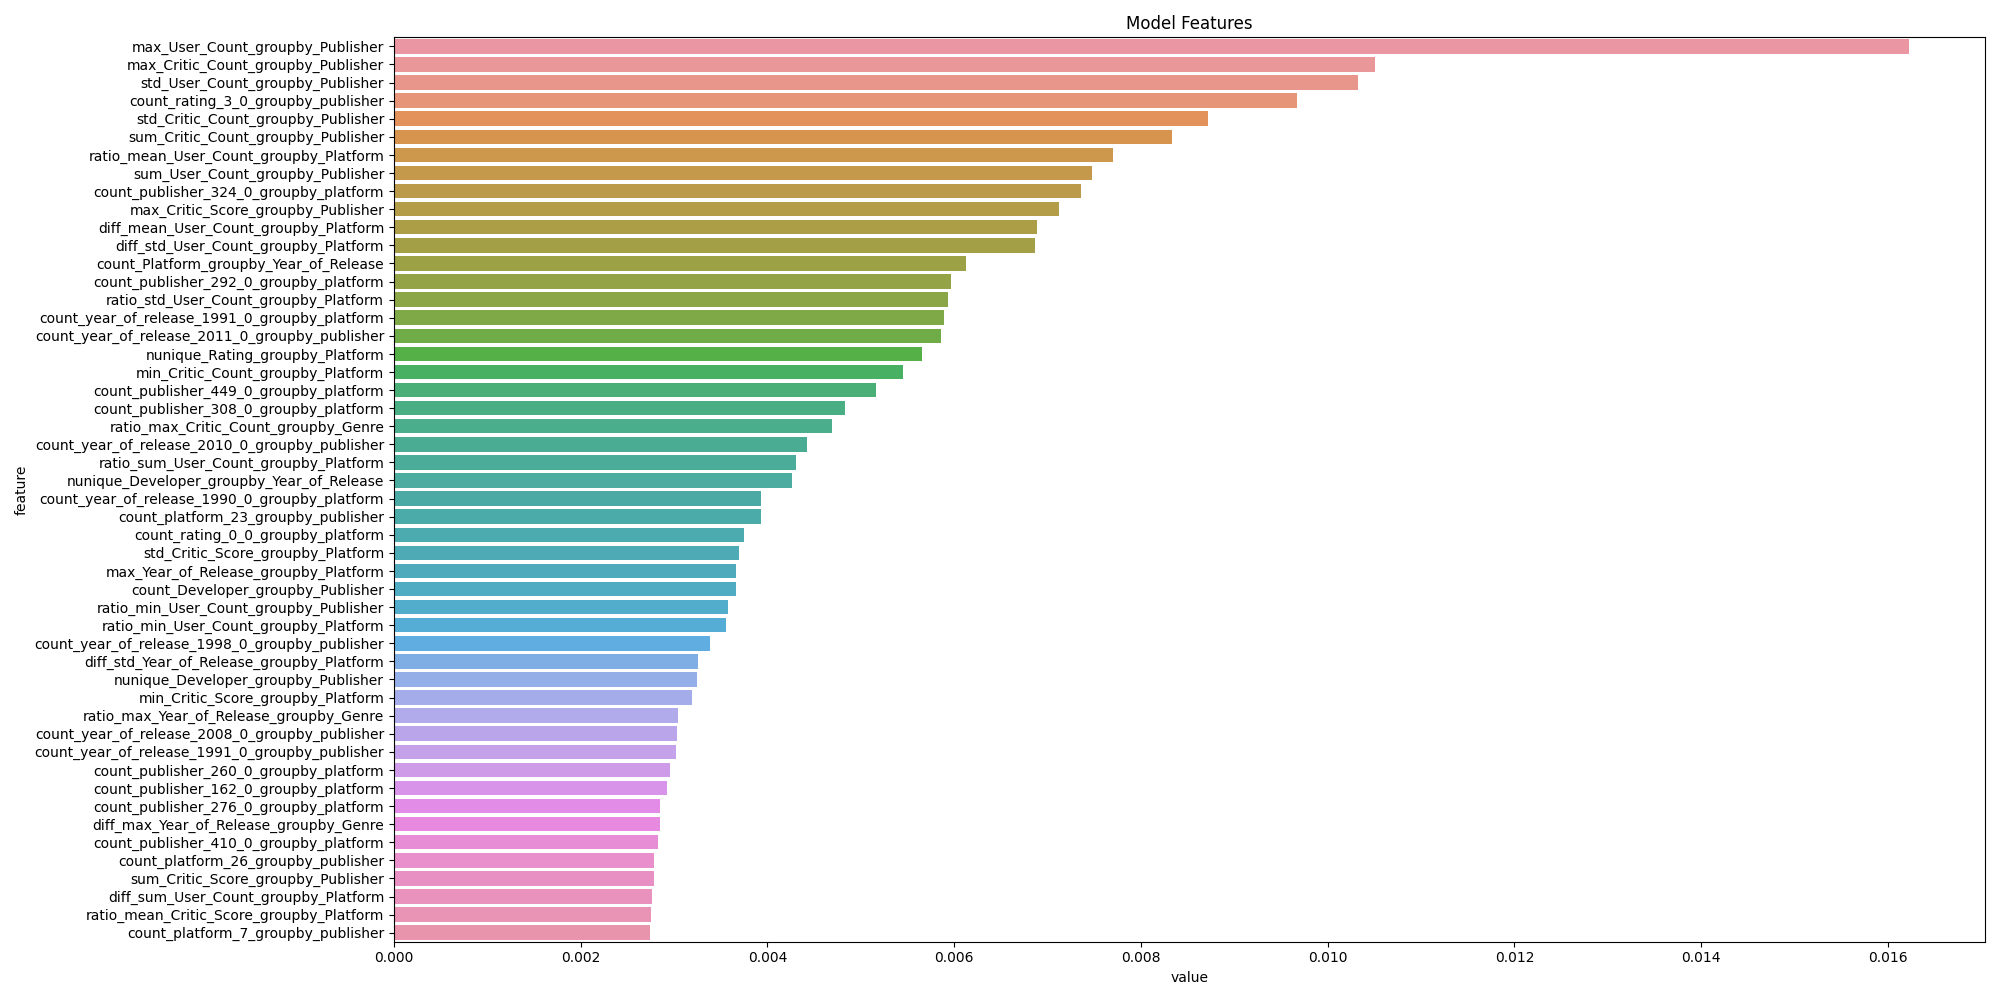 Model Features
max_User_Count_groupby_Publisher
max_Critic_Count_groupby_Publisher
std_User_Count_groupby_Publisher
count_rating_3_0_groupby_publisher
std_Critic_Count_groupby_Publisher
sum_Critic_Count_groupby_Publisher
ratio_mean_User_Count_groupby_Platform
sum_User_Count_groupby_Publisher
count_publisher_324_0_groupby_platform
max_Critic_Score_groupby_Publisher
diff_mean_User_Count_groupby_Platform
diff_std_User_Count_groupby_Platform
count_Platform_groupby_Year_of_Release
count_publisher_292_0_groupby_platform
ratio_std_User_Count_groupby_Platform
count_year_of_release_1991_0_groupby_platform
count_year_of_release_2011_0_groupby_publisher
nunique_Rating_groupby_Platform
min_Critic_Count_groupby_Platform
count_publisher_449_0_groupby_platform
count_publisher_308_0_groupby_platform
ratio_max_Critic_Count_groupby_Genre
count_year_of_release_2010_0_groupby_publisher
ratio_sum_User_Count_groupby_Platform
nunique_Developer_groupby_Year_of_Release
count_year_of_release_1990_0_groupby_platform
count_platform_23_groupby_publisher
count_rating_0_0_groupby_platform
std_Critic_Score_groupby_Platform
max_Year_of_Release_groupby_Platform
count_Developer_groupby_Publisher
ratio_min_User_Count_groupby_Publisher
ratio_min_User_Count_groupby_Platform
count_year_of_release_1998_0_groupby_publisher
diff_std_Year_of_Release_groupby_Platform
nunique_Developer_groupby_Publisher
min_Critic_Score_groupby_Platform
ratio_max_Year_of_Release_groupby_Genre
count_year_of_release_2008_0_groupby_publisher
count_year_of_release_1991_0_groupby_publisher
count_publisher_260_0_groupby_platform
count_publisher_162_0_groupby_platform
count_publisher_276_0_groupby_platform
diff_max_Year_of_Release_groupby_Genre
count_publisher_410_0_groupby_platform
count_platform_26_groupby_publisher
sum_Critic_Score_groupby_Publisher
diff_sum_User_Count_groupby_Platform
ratio_mean_Critic_Score_groupby_Platform
count_platform_7_groupby_publisher
feature
0.000 0.002 0.004 0.006 0.008 0.010 0.012 0.014 0.016
value